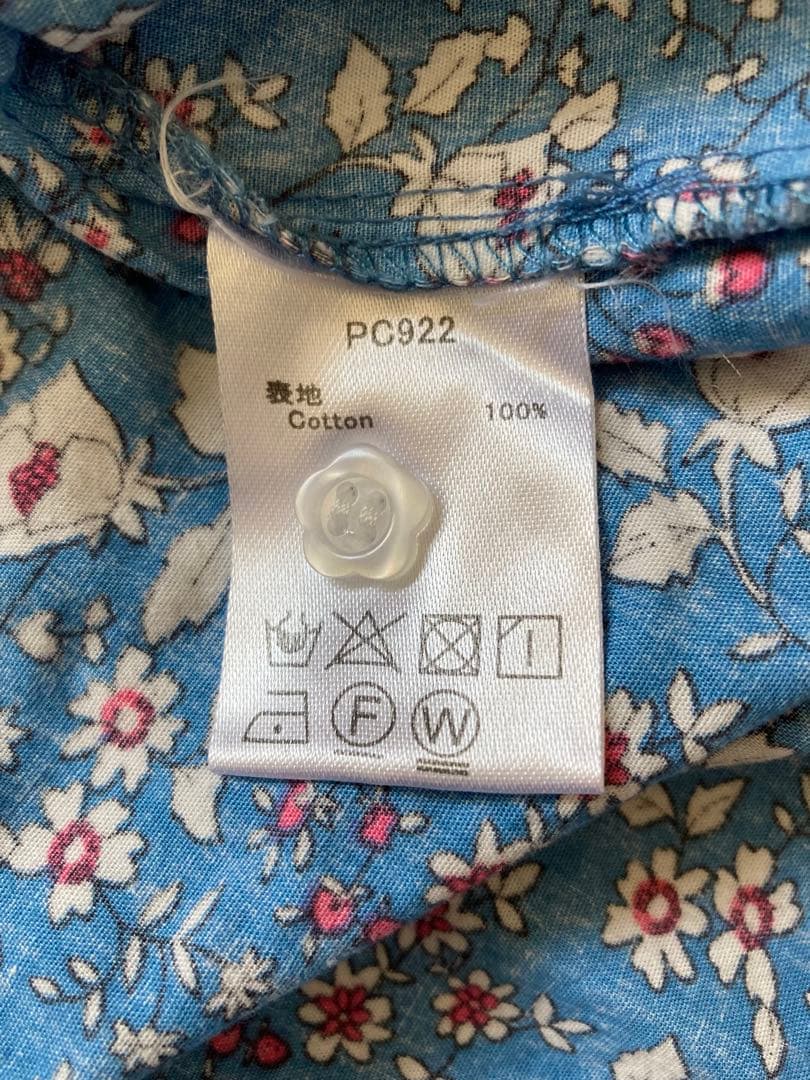 PC922
表地
Cotton 100%
F
W